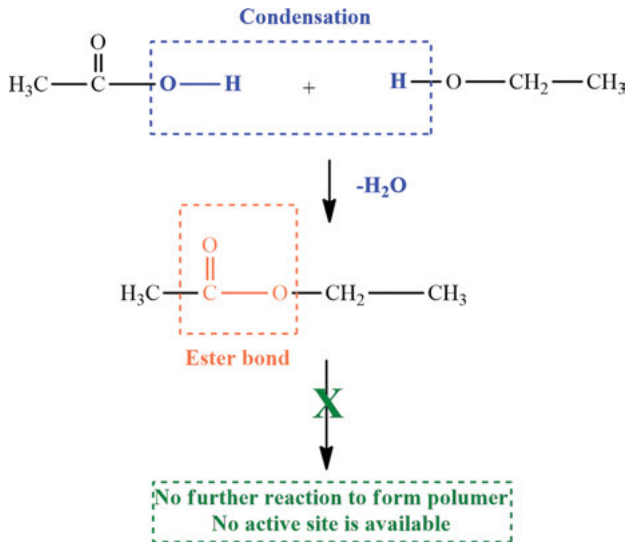 Condensation
O
H₃C—C—O—H + H—O—CH₂—CH₃
-H₂O
O
H₃C—C—O—CH₂—CH₃
Ester bond
X
No further reaction to form polumer
No active site is available